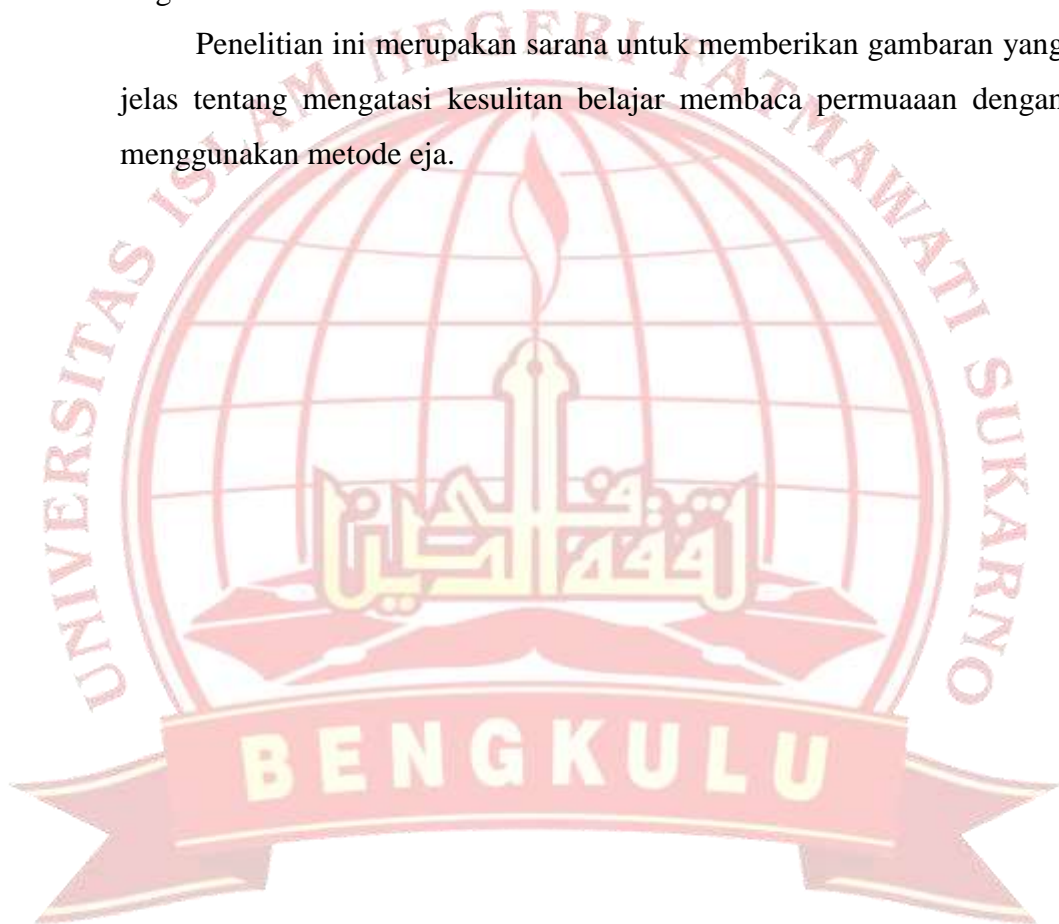 Penelitian ini merupakan sarana untuk memberikan gambaran yang
jelas tentang mengatasi kesulitan belajar membaca permuaaan dengan
menggunakan metode eja.
UNIVERSITAS ISLAM NEGERI FATMAWATI SUKARNO
BENGKULU